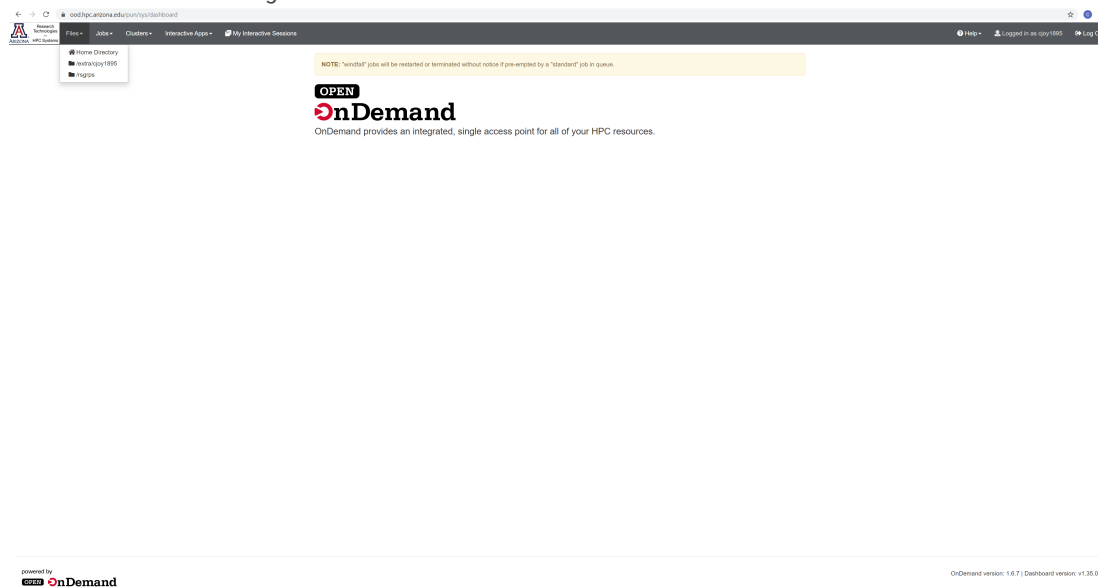 ood.hpc.arizona.edu/pun/sys/dashboard
Research
Technologies
HPC Systems
ARIZONA
Files
Jobs
Clusters
Interactive Apps
My Interactive Sessions
Help
Logged in as cjoy1895
Log
Home Directory
/extra/cjoy1895
/rsgrps
NOTE: "windfall" jobs will be restarted or terminated without notice if pre-empted by a "standard" job in queue.
OPEN
OnDemand
OnDemand provides an integrated, single access point for all of your HPC resources.
powered by
OPEN OnDemand
OnDemand version: 1.6.7 | Dashboard version: v1.35.0